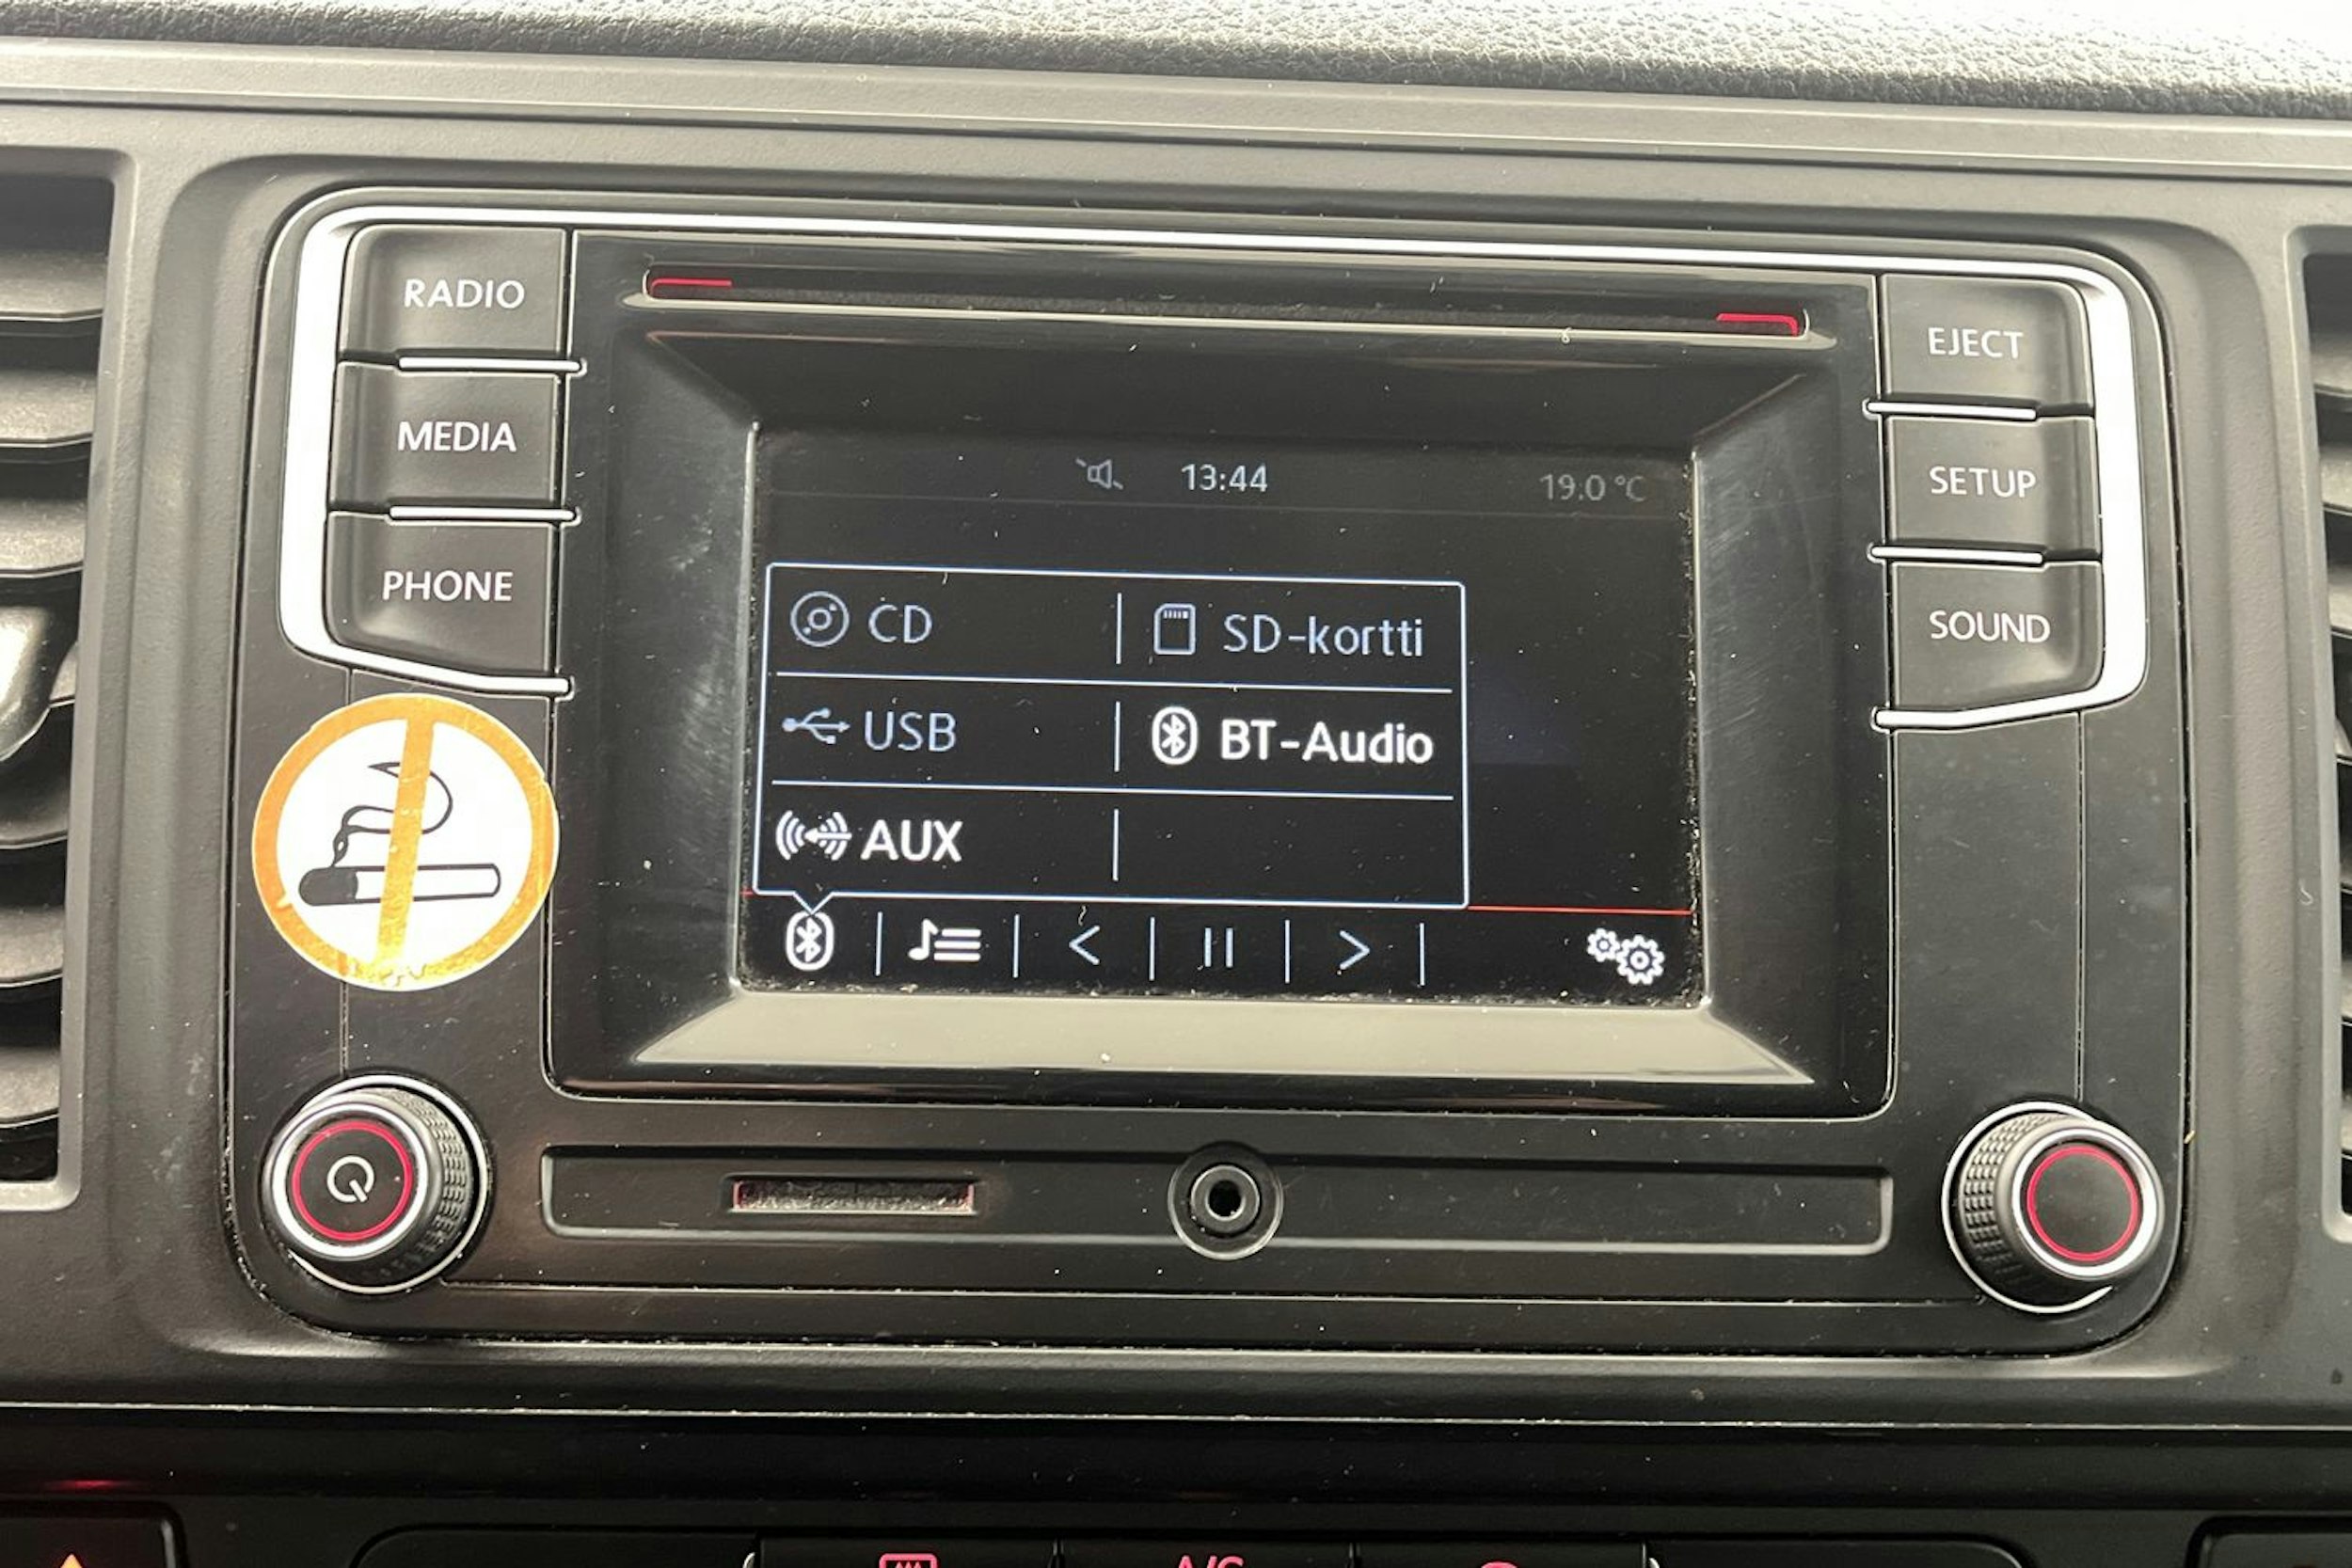 RADIO
MEDIA
PHONE
EJECT
SETUP
SOUND
13:44
19.0 °C
CD
SD-kortti
USB
BT-Audio
AUX
A/C